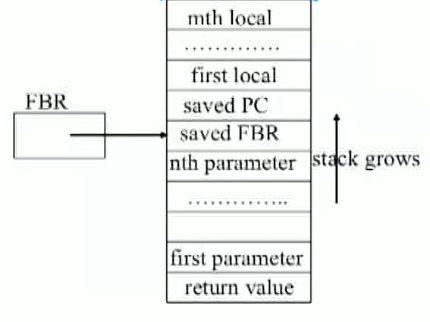 mth local
.............
first local
FBR
saved PC
saved FBR
nth parameter
stack grows
..............
first parameter
return value